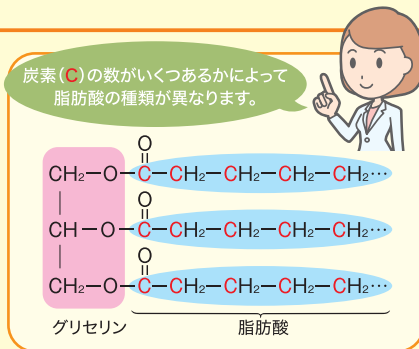 炭素(C)の数がいくつあるかによって
脂肪酸の種類が異なります。
O
CH₂－O－C－CH₂－CH₂－CH₂－CH₂…
O
CH－O－C－CH₂－CH₂－CH₂－CH₂…
O
CH₂－O－C－CH₂－CH₂－CH₂－CH₂…
グリセリン 脂肪酸